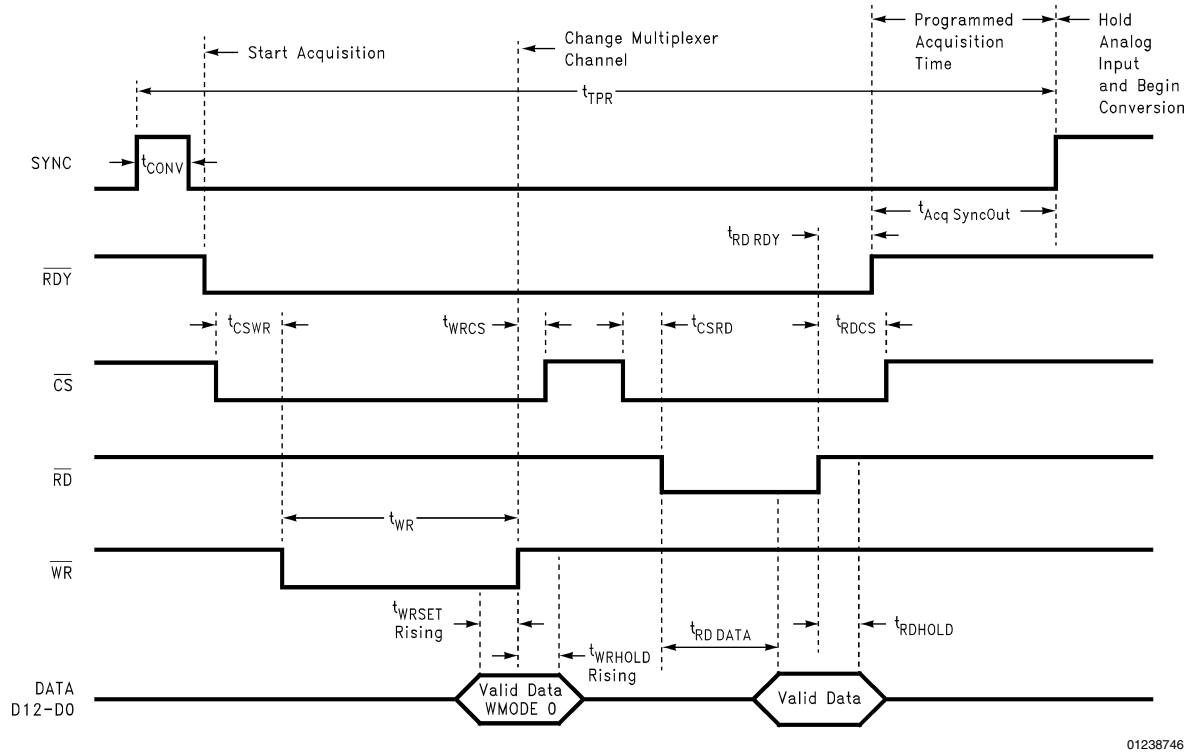 Programmed
Acquisition
Time
Hold
Analog
Input
and Begin
Conversion
Start Acquisition
Change Multiplexer
Channel
tTPR
SYNC
tCONV
tAcq SyncOut
tRD RDY
RDY
tCSWR
tWRCS
tCSRD
tRDCS
CS
RD
tWR
WR
tWRSET
Rising
tWRHOLD
Rising
tRD DATA
tRDHOLD
DATA
D12-D0
Valid Data
WMODE 0
Valid Data
01238746